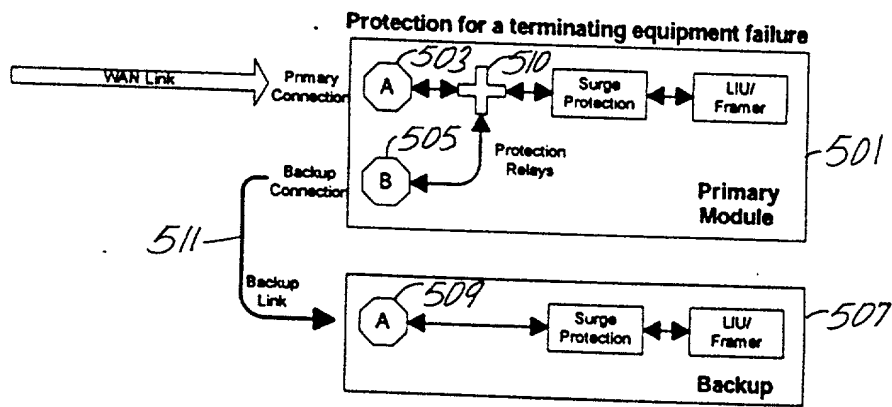 Protection for a terminating equipment failure
WAN Link
Primary
Connection
A
503
510
Surge
Protection
LIU/
Framer
501
Backup
Connection
505
B
Protection
Relays
Primary
Module
511
Backup
Link
509
A
Surge
Protection
LIU/
Framer
507
Backup